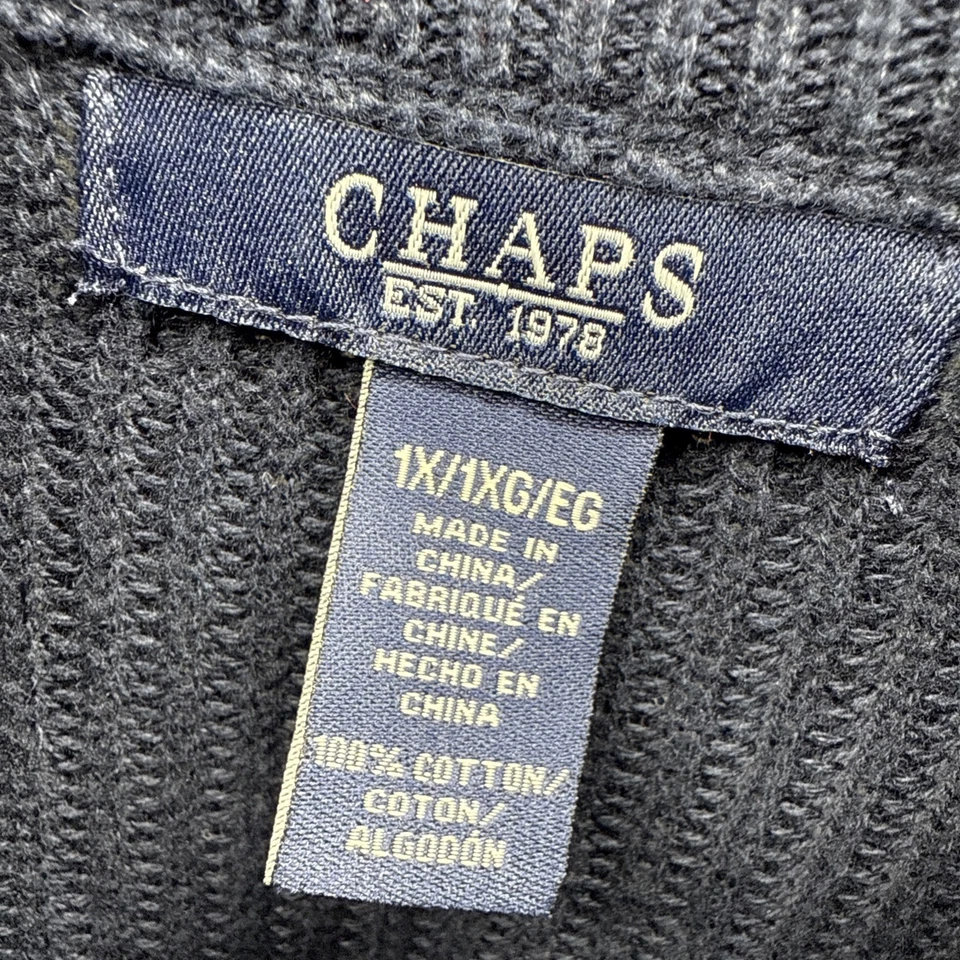 CHAPS
EST. 1978
1X/1XG/EG
MADE IN
CHINA/
FABRIQUÉ EN
CHINE/
HECHO EN
CHINA
100% COTTON/
COTON/
ALGODÓN